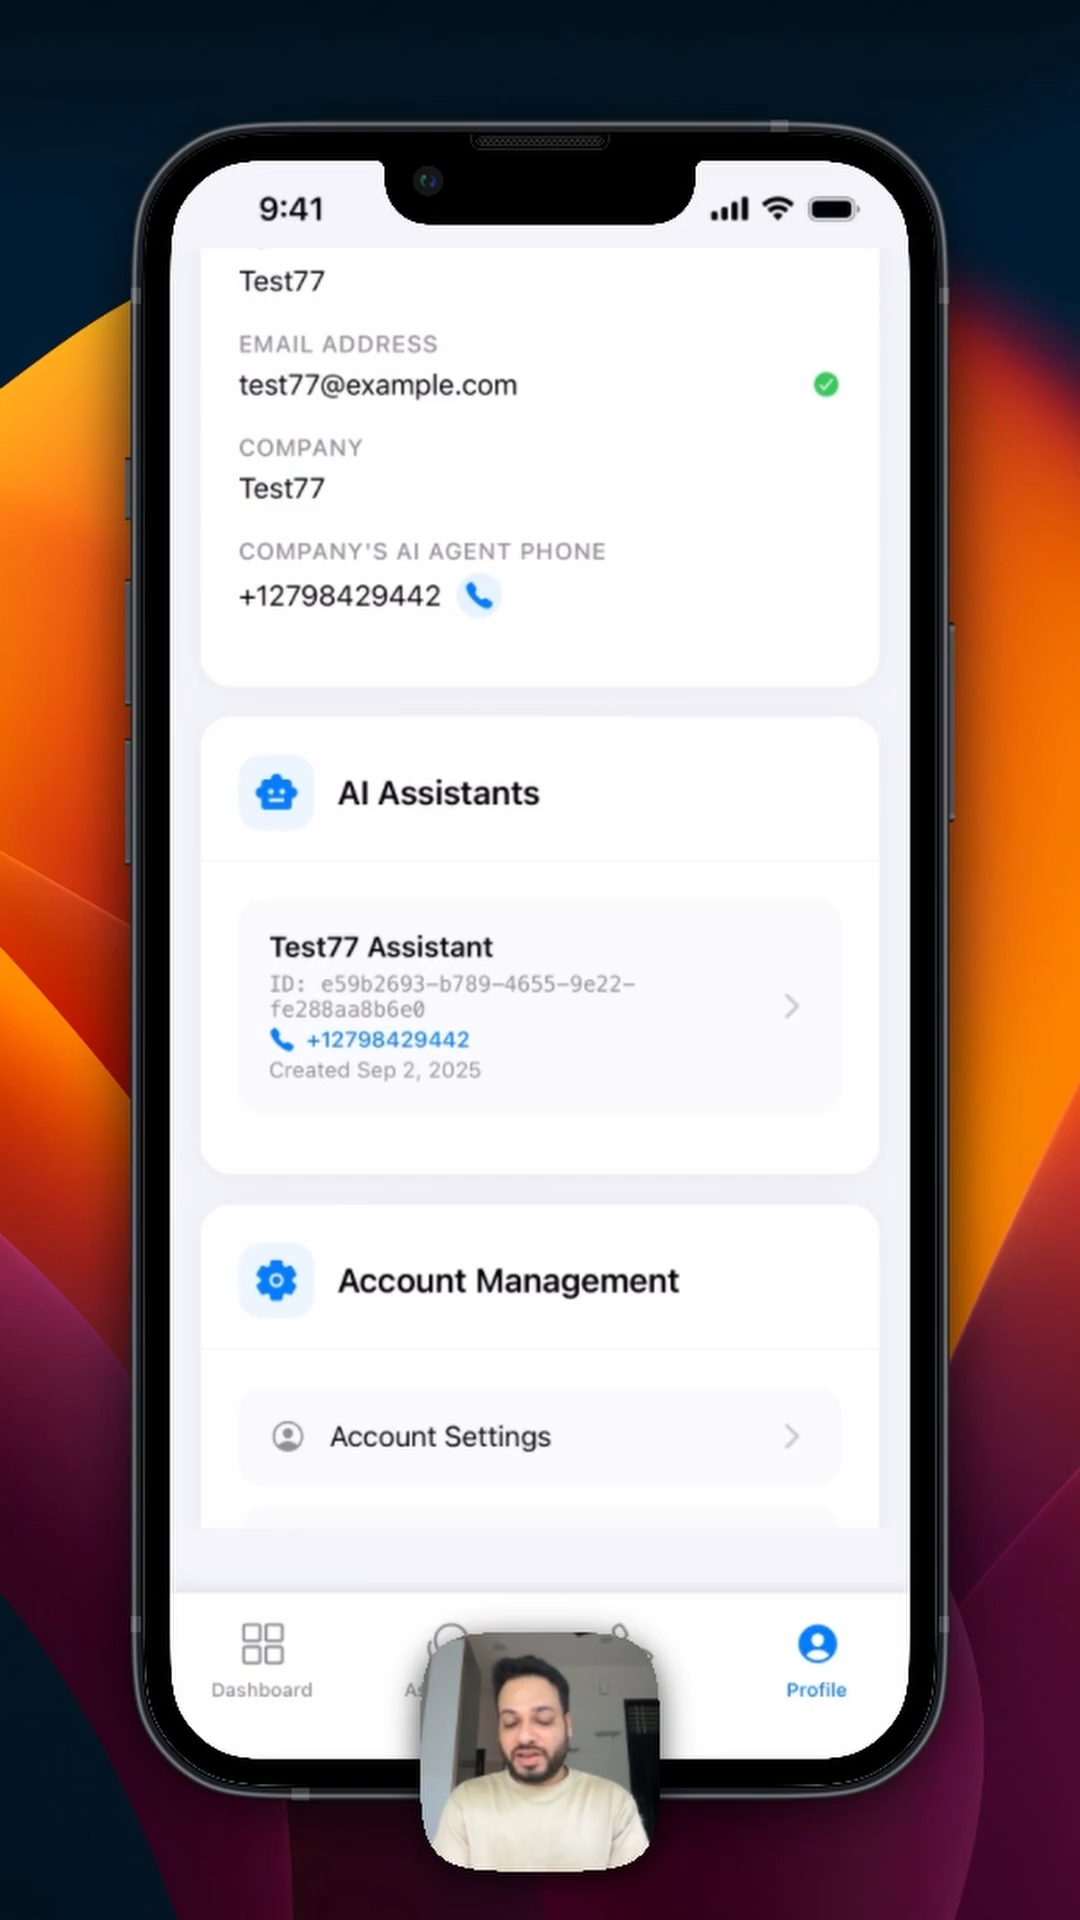 9:41
Test77
EMAIL ADDRESS
test77@example.com
COMPANY
Test77
COMPANY'S AI AGENT PHONE
+12798429442
AI Assistants
Test77 Assistant
ID: e59b2693-b789-4655-9e22-
fe288aa8b6e0
+12798429442
Created Sep 2, 2025
Account Management
Account Settings
Dashboard
Profile